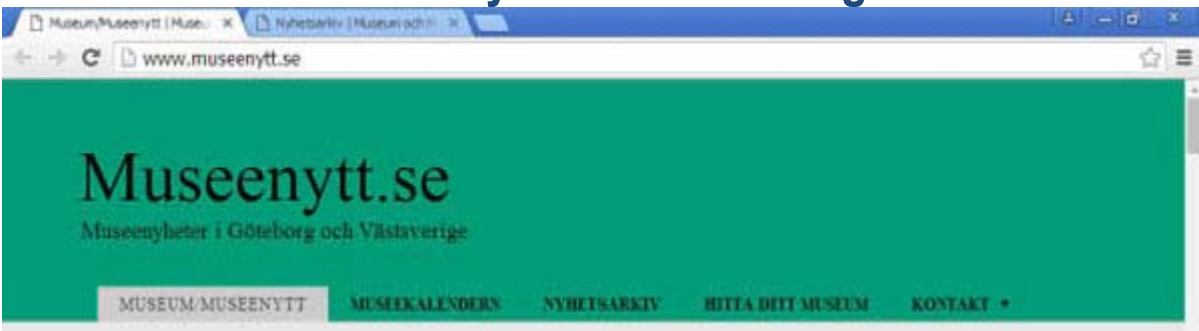 Museum/Museenytt | Muse
Nyhetsarkiv | Museum och
www.museenytt.se
Museenytt.se
Museenyheter i Göteborg och Västsverige
MUSEUM/MUSEENYTT MUSEEKALENDERN NYHETSARKIV HITTA DITT MUSEUM KONTAKT